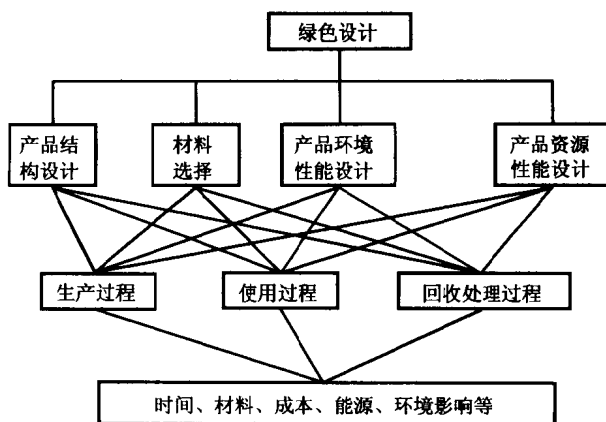 绿色设计
产品结
构设计
材料
选择
产品环境
性能设计
产品资源
性能设计
生产过程
使用过程
回收处理过程
时间、材料、成本、能源、环境影响等